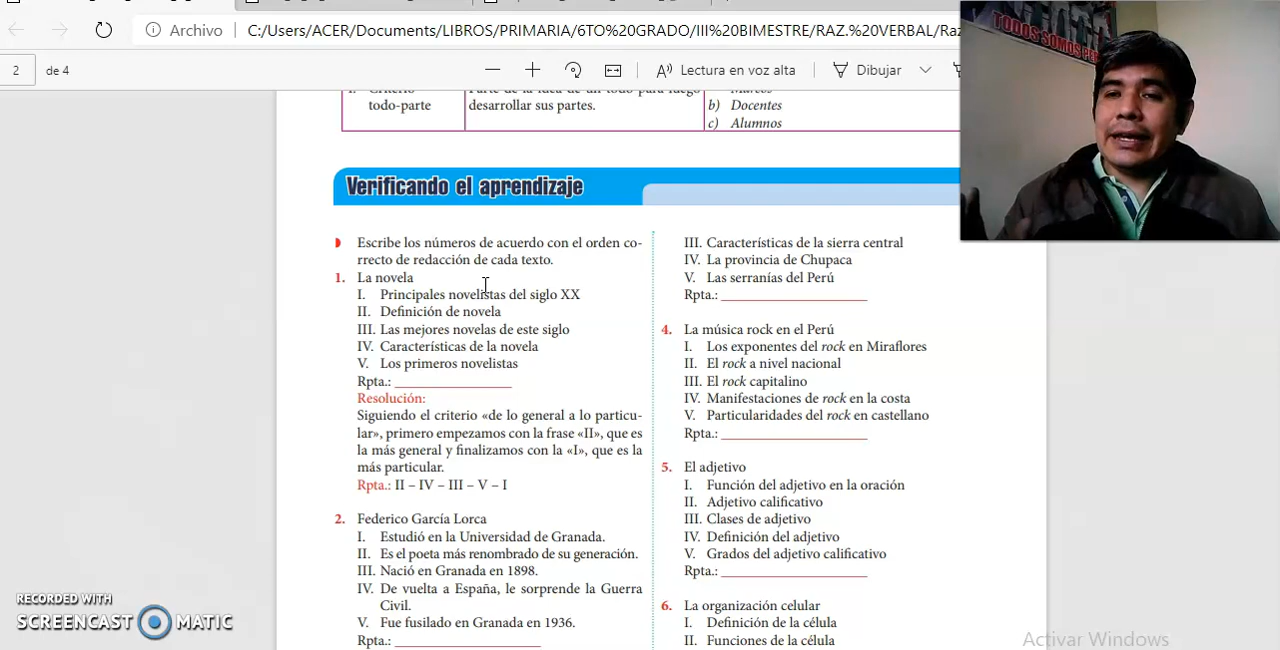 Archivo
C:/Users/ACER/Documents/LIBROS/PRIMARIA/6TO%20GRADO/III%20BIMESTRE/RAZ.%20VERBAL/Raz
TODOS SOMOS
2
de 4
Lectura en voz alta
Dibujar
todo-parte
desarrollar sus partes.
b) Docentes
c) Alumnos
Verificando el aprendizaje
Escribe los números de acuerdo con el orden co-
rrecto de redacción de cada texto.
1. La novela
I. Principales novelistas del siglo XX
II. Definición de novela
III. Las mejores novelas de este siglo
IV. Características de la novela
V. Los primeros novelistas
Rpta.:
Resolución:
Siguiendo el criterio «de lo general a lo particu-
lar», primero empezamos con la frase «II», que es
la más general y finalizamos con la «I», que es la
más particular.
Rpta.: II – IV – III – V – I
2. Federico García Lorca
I. Estudió en la Universidad de Granada.
II. Es el poeta más renombrado de su generación.
III. Nació en Granada en 1898.
IV. De vuelta a España, le sorprende la Guerra
Civil.
V. Fue fusilado en Granada en 1936.
Rpta.:
III. Características de la sierra central
IV. La provincia de Chupaca
V. Las serranías del Perú
Rpta.:
4. La música rock en el Perú
I. Los exponentes del rock en Miraflores
II. El rock a nivel nacional
III. El rock capitalino
IV. Manifestaciones de rock en la costa
V. Particularidades del rock en castellano
Rpta.:
5. El adjetivo
I. Función del adjetivo en la oración
II. Adjetivo calificativo
III. Clases de adjetivo
IV. Definición del adjetivo
V. Grados del adjetivo calificativo
Rpta.:
6. La organización celular
I. Definición de la célula
II. Funciones de la célula
RECORDED WITH
SCREENCAST MATIC
Activar Windows